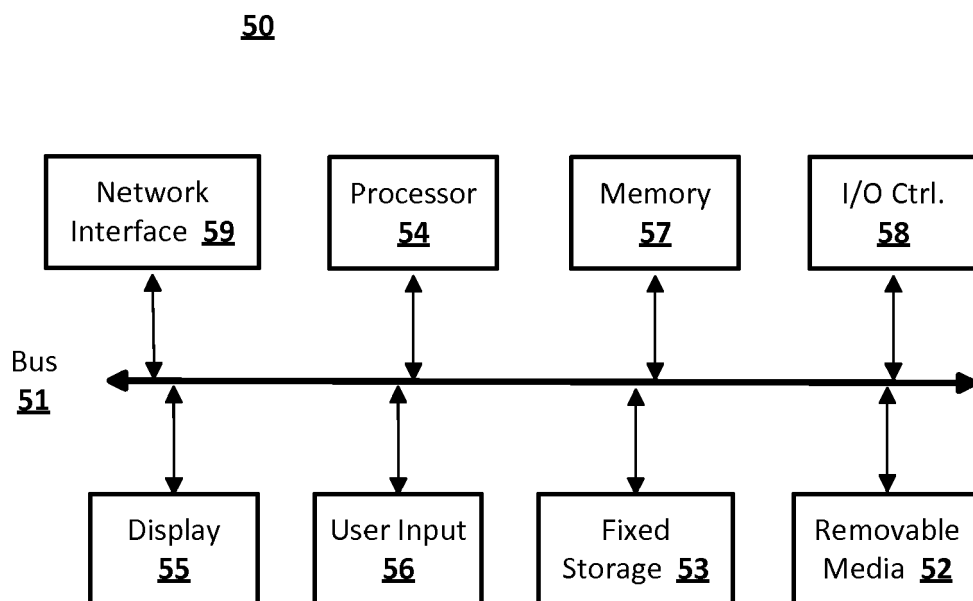 50
Network
Interface 59
Processor
54
Memory
57
I/O Ctrl.
58
Bus
51
Display
55
User Input
56
Fixed
Storage 53
Removable
Media 52